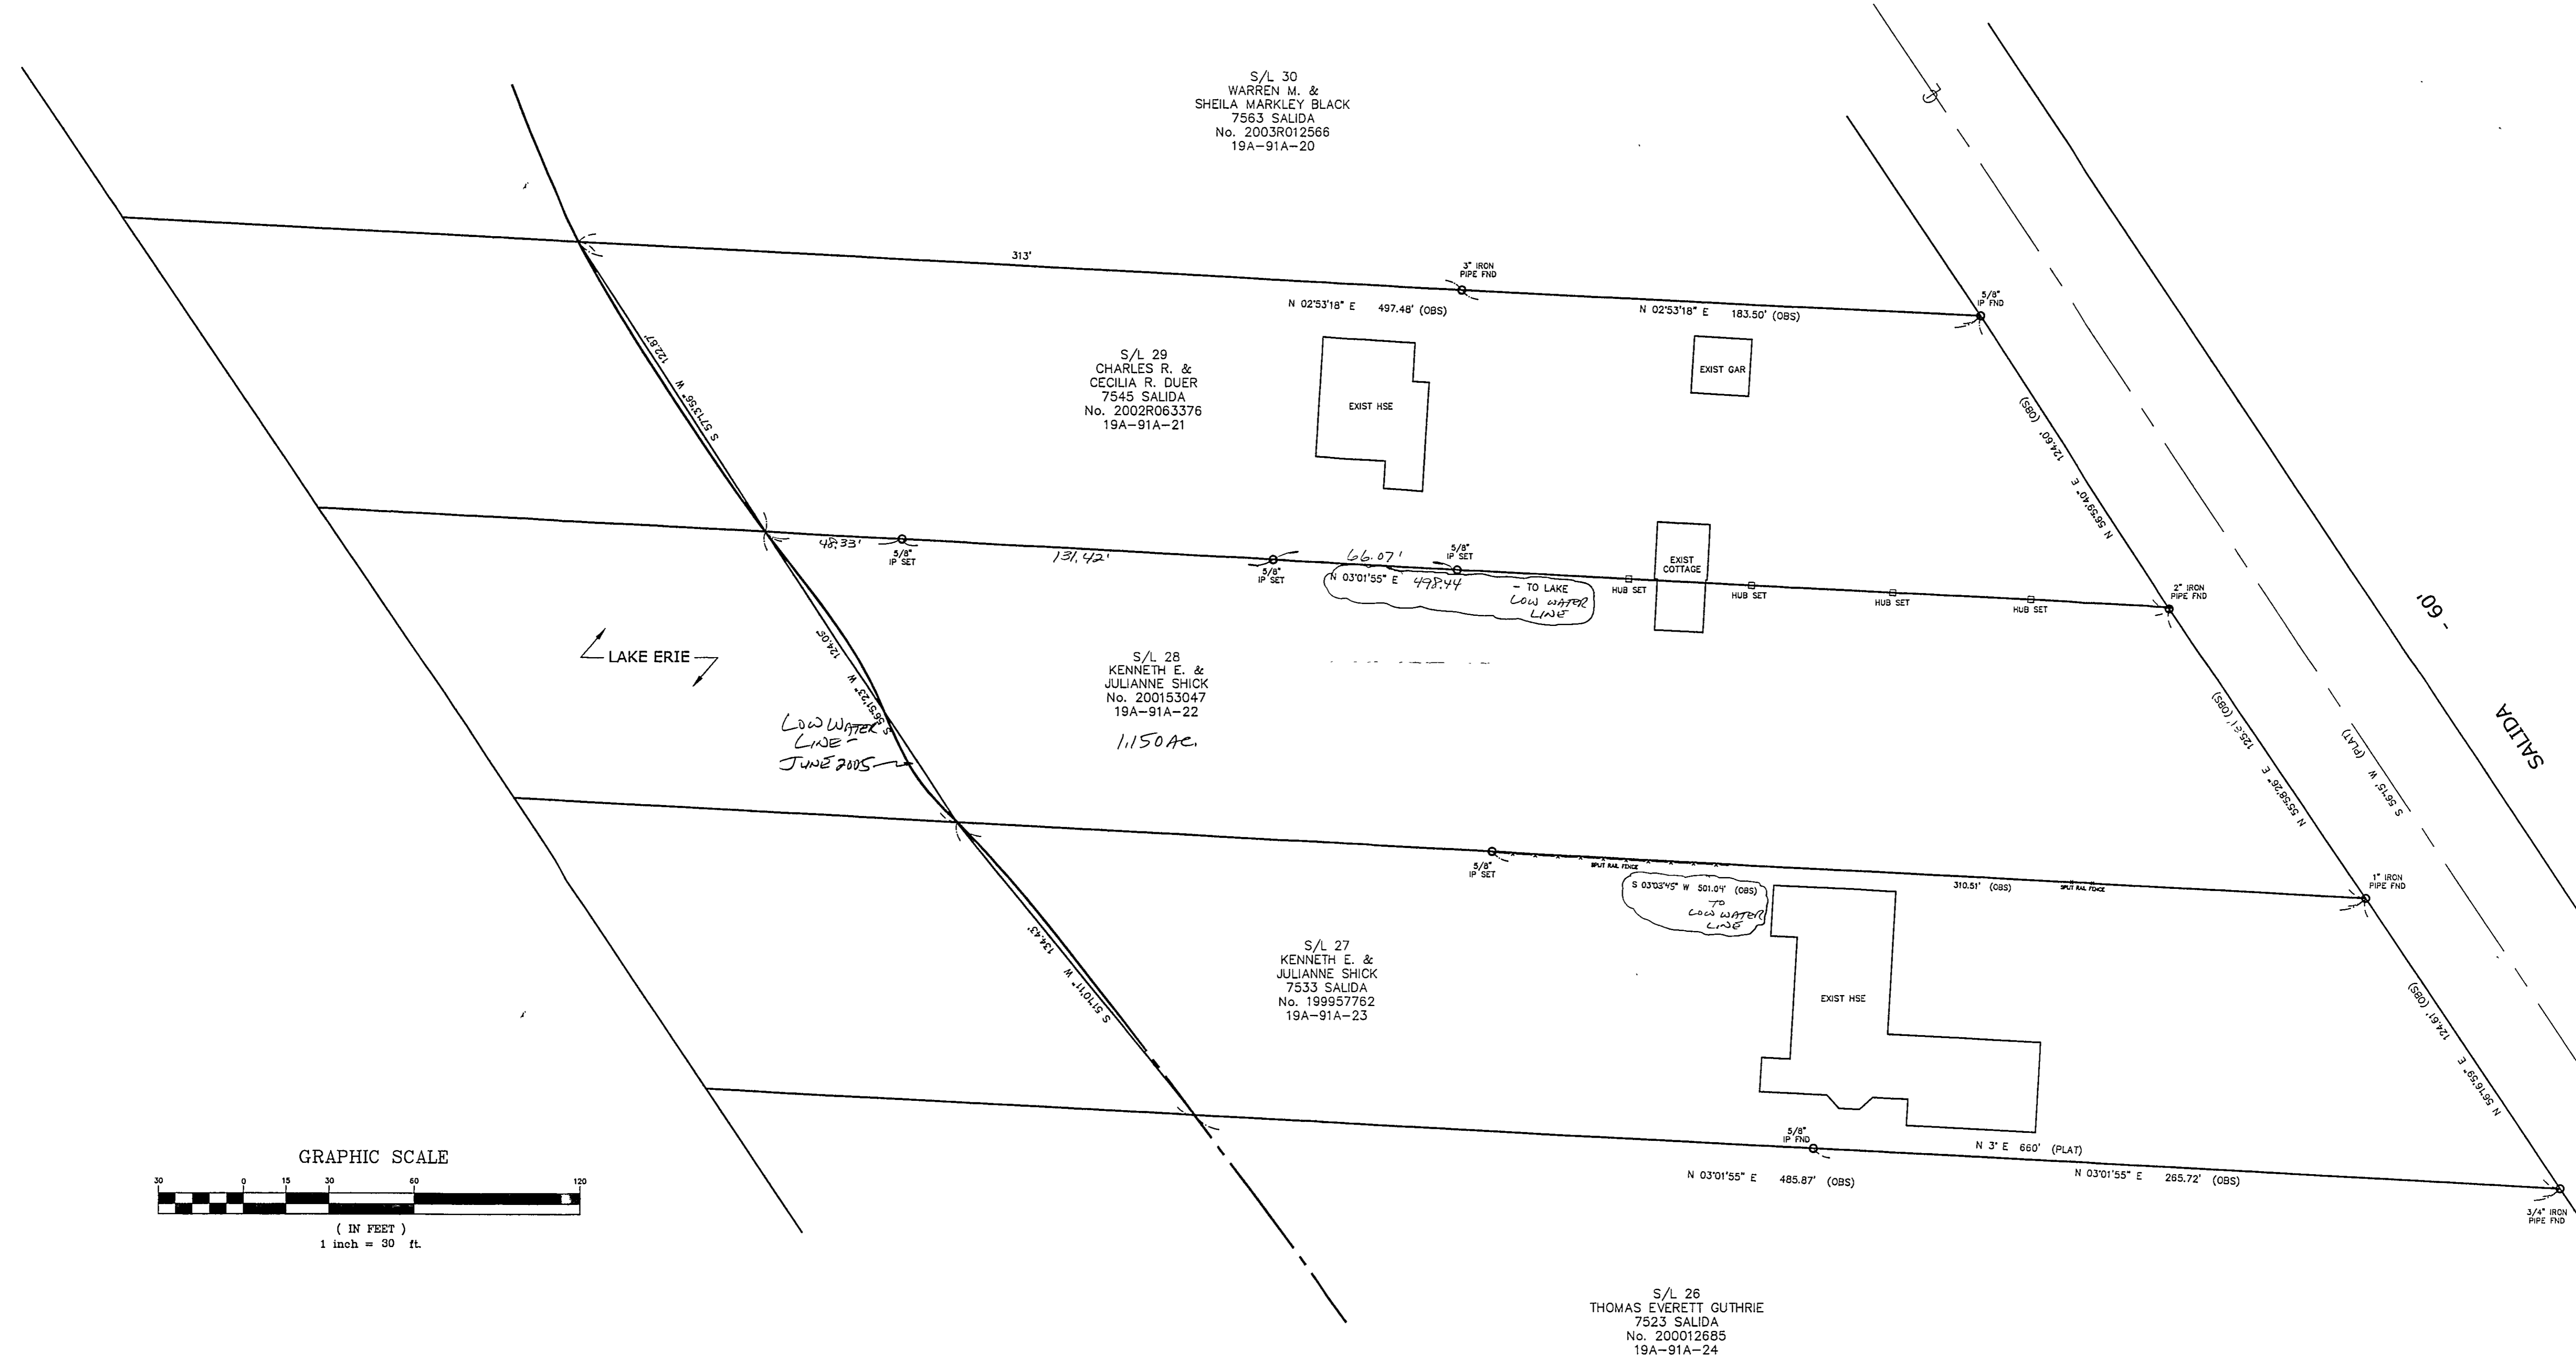 S/L 30
WARREN M. &
SHEILA MARKLEY BLACK
7563 SALIDA
No. 2003R012566
19A-91A-20
313'
3" IRON
PIPE FND
N 02°53'18" E 497.48' (OBS)
N 02°53'18" E 183.50' (OBS)
5/8"
IP FND
S/L 29
CHARLES R. &
CECILIA R. DUER
7545 SALIDA
No. 2002R063376
19A-91A-21
EXIST HSE
EXIST GAR
122.87'
S 57°13'56" W
N 56°59'40" E 124.60' (OBS)
48.33'
5/8"
IP SET
131.42'
5/8"
IP SET
66.07'
5/8"
IP SET
N 03°01'55" E 498.44 - TO LAKE
LOW WATER
LINE
EXIST
COTTAGE
HUB SET
HUB SET
HUB SET
HUB SET
2" IRON
PIPE FND
- 60'
SALIDA
LAKE ERIE
124.05'
S 56°51'23" W
LOW WATER
LINE -
JUNE 2005
S/L 28
KENNETH E. &
JULIANNE SHICK
No. 200153047
19A-91A-22
1.150 AC.
N 55°58'26" E 125.61' (OBS)
S 56°15' W (PLAT)
5/8"
IP SET
SPLIT RAIL FENCE
S 03°03'45" W 501.04' (OBS)
TO
LOW WATER
LINE
310.51' (OBS)
SPLIT RAIL FENCE
1" IRON
PIPE FND
134.43'
S 51°10'11" W
S/L 27
KENNETH E. &
JULIANNE SHICK
7533 SALIDA
No. 199957762
19A-91A-23
EXIST HSE
N 56°16'59" E 124.61' (OBS)
5/8"
IP FND
N 3° E 660' (PLAT)
N 03°01'55" E 485.87' (OBS)
N 03°01'55" E 265.72' (OBS)
3/4" IRON
PIPE FND
GRAPHIC SCALE
30 0 15 30 60 120
( IN FEET )
1 inch = 30 ft.
S/L 26
THOMAS EVERETT GUTHRIE
7523 SALIDA
No. 200012685
19A-91A-24